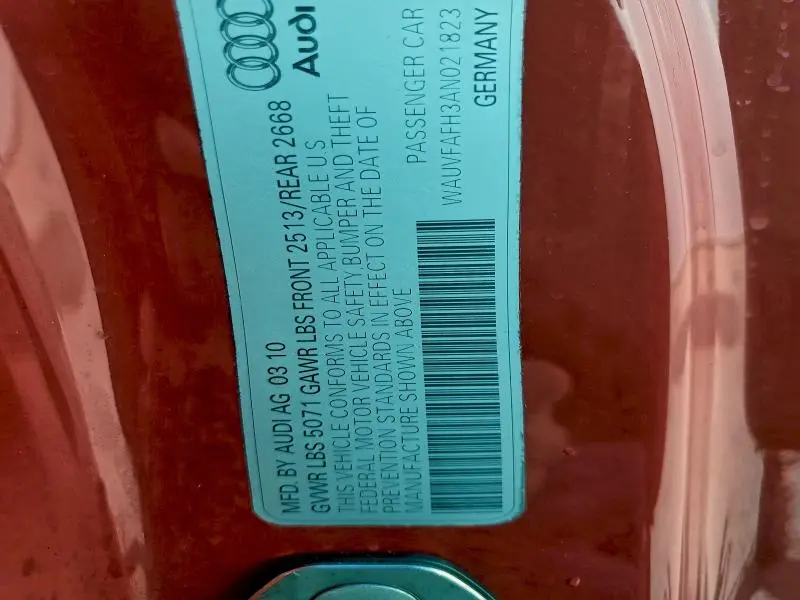 Audi
MFD. BY AUDI AG 03 10
GVWR LBS 5071 GAWR LBS FRONT 2513/REAR 2668
THIS VEHICLE CONFORMS TO ALL APPLICABLE U.S
FEDERAL MOTOR VEHICLE SAFETY,BUMPER AND THEFT
PREVENTION STANDARDS IN EFFECT ON THE DATE OF
MANUFACTURE SHOWN ABOVE
PASSENGER CAR
WAUVFAFH3AN021823
GERMANY